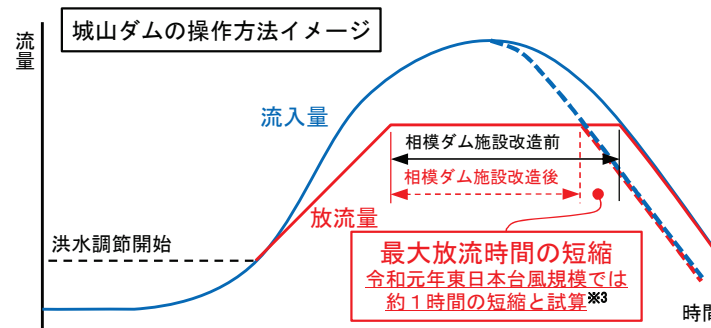 城山ダムの操作方法イメージ
流量
流入量
相模ダム施設改造前
相模ダム施設改造後
放流量
洪水調節開始
最大放流時間の短縮
令和元年東日本台風規模では
約１時間の短縮と試算※3
時間